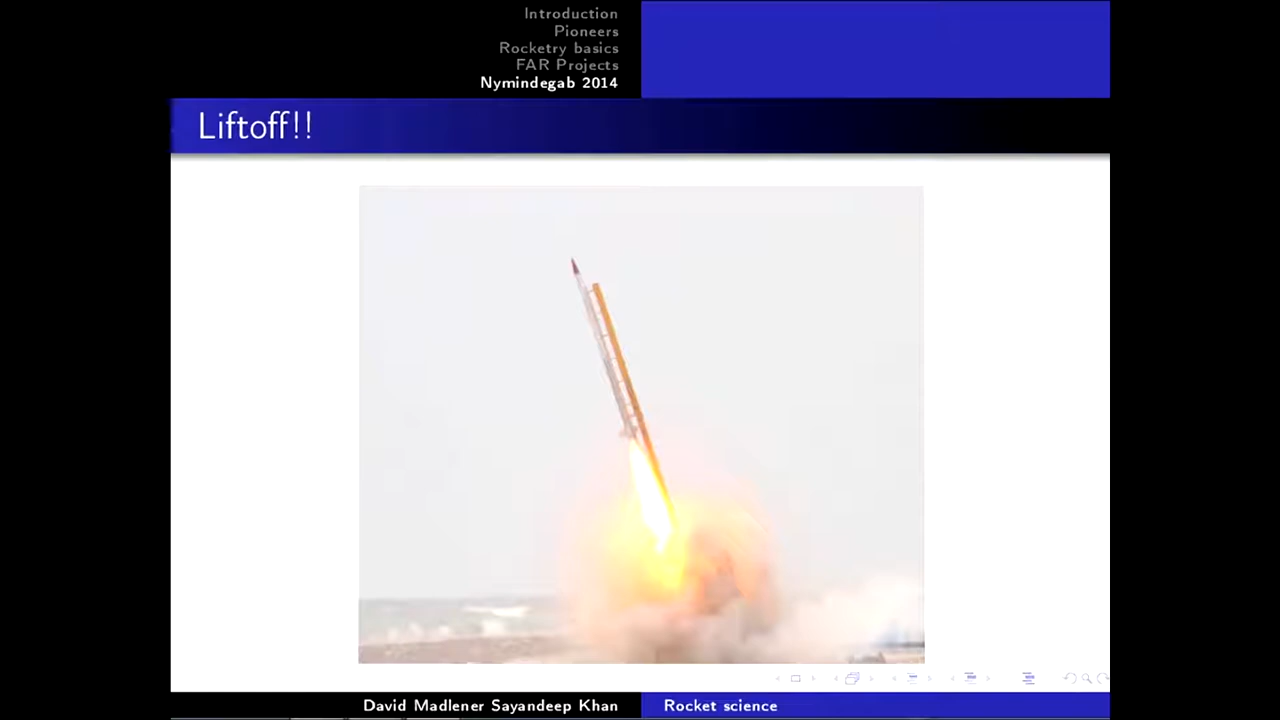 Introduction
Pioneers
Rocketry basics
FAR Projects
Nymindegab 2014
Liftoff!!
David Madlener Sayandeep Khan
Rocket science